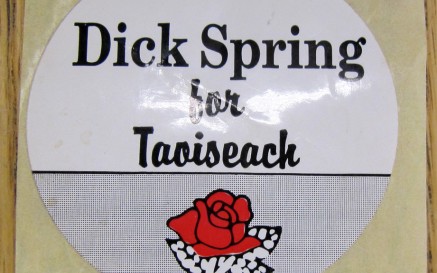 Dick Spring
for
Taoiseach